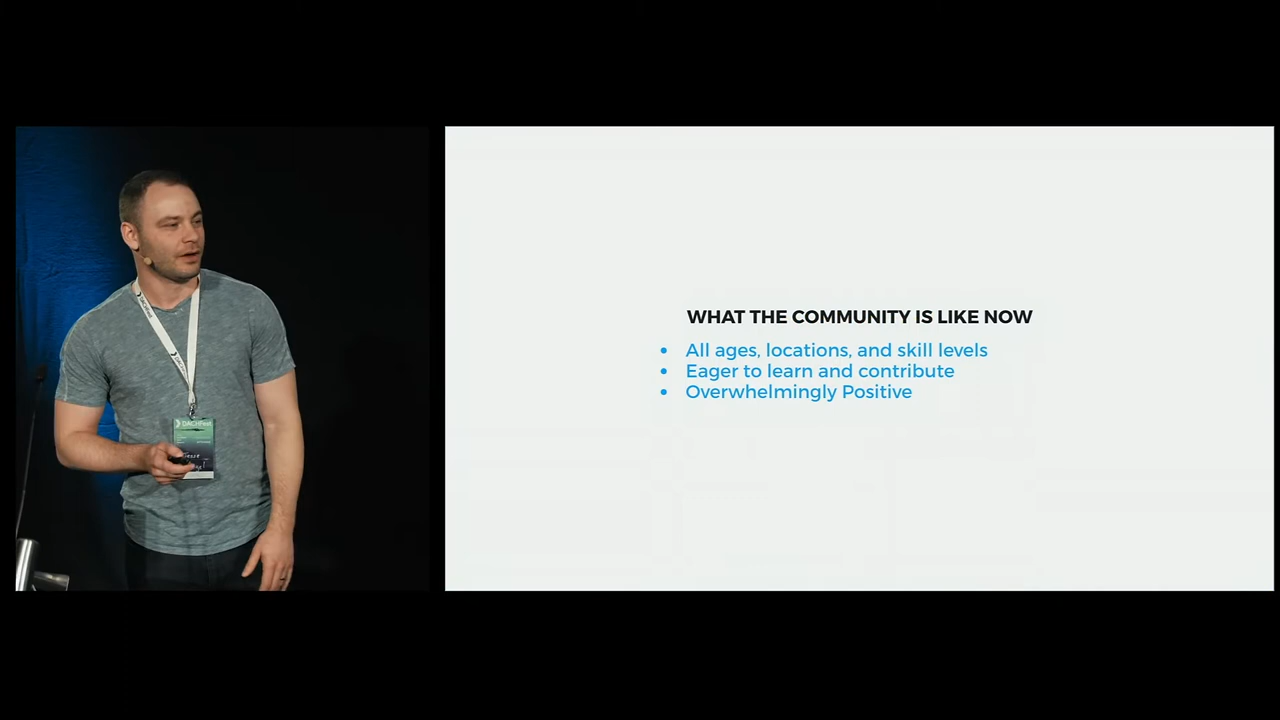 WHAT THE COMMUNITY IS LIKE NOW
• All ages, locations, and skill levels
• Eager to learn and contribute
• Overwhelmingly Positive
DACHFest